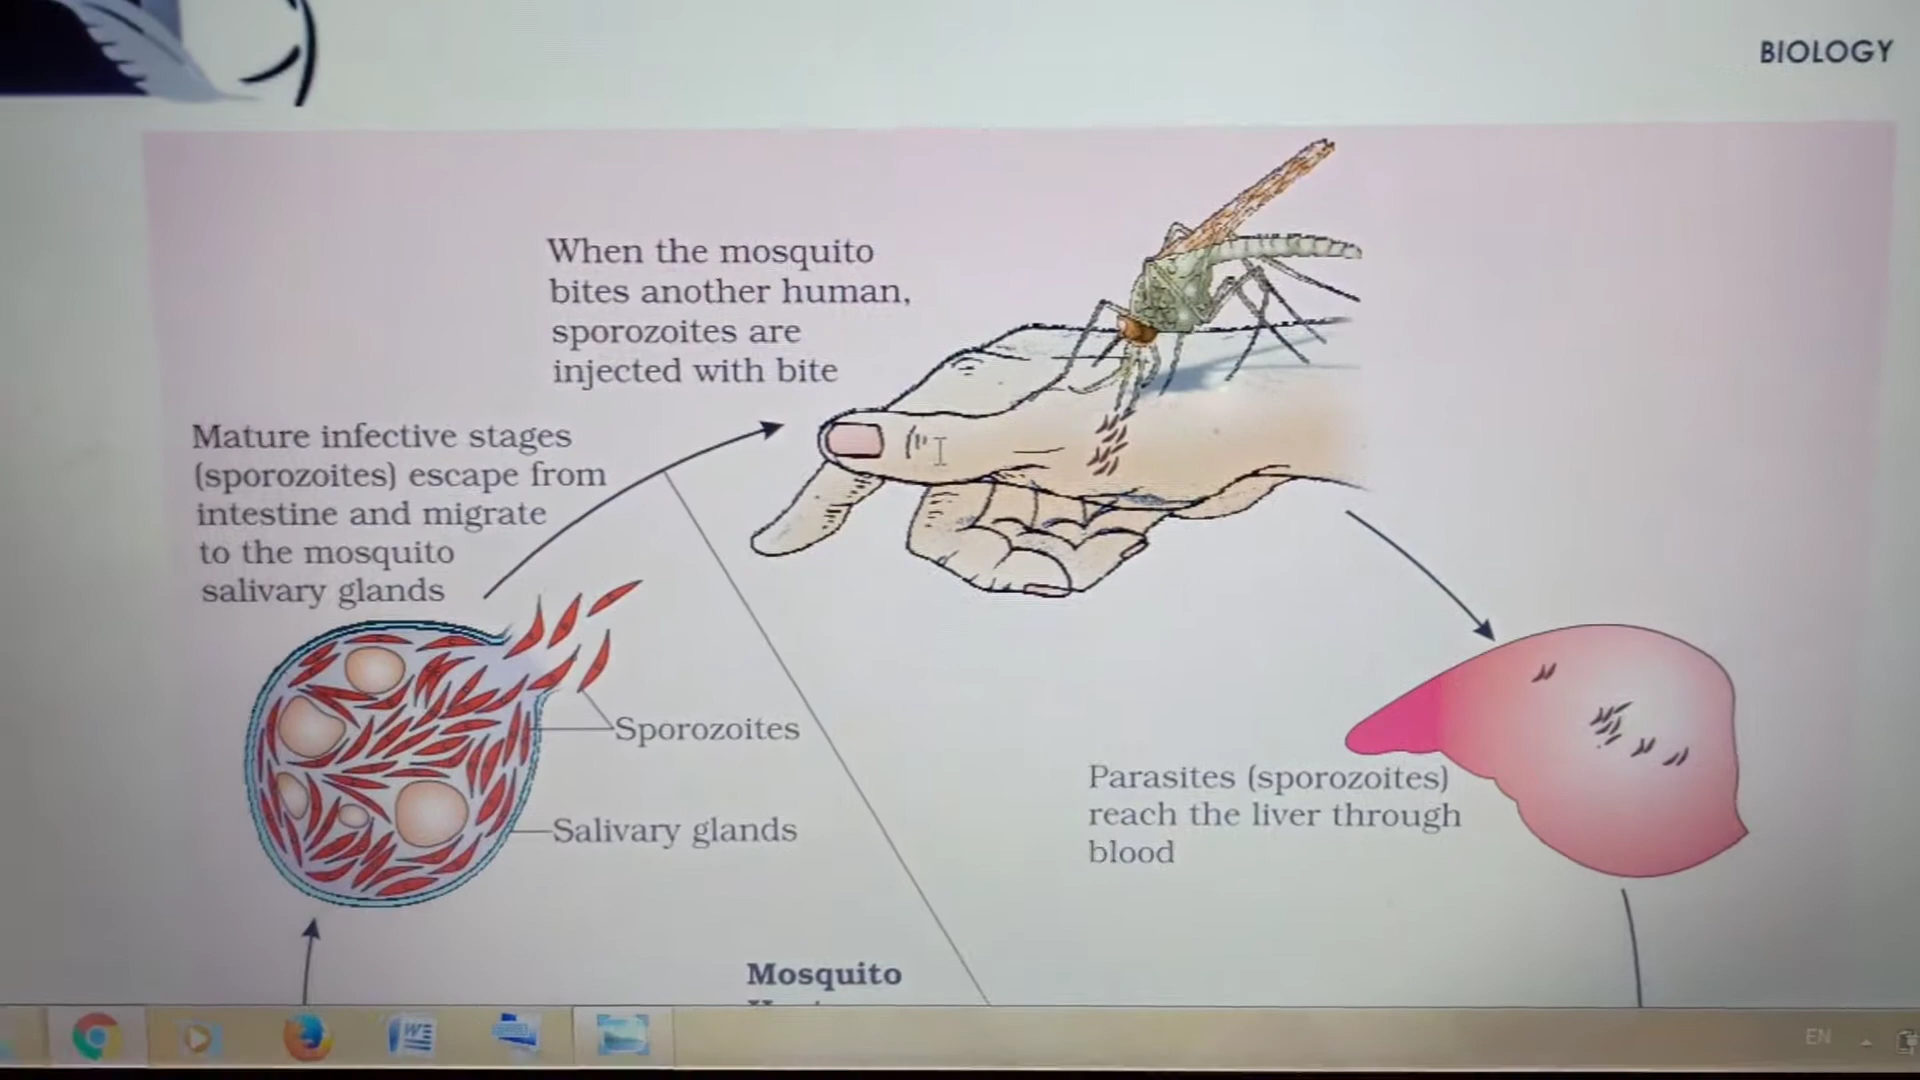 BIOLOGY
When the mosquito
bites another human,
sporozoites are
injected with bite
Mature infective stages
(sporozoites) escape from
intestine and migrate
to the mosquito
salivary glands
Sporozoites
Salivary glands
Parasites (sporozoites)
reach the liver through
blood
Mosquito
EN